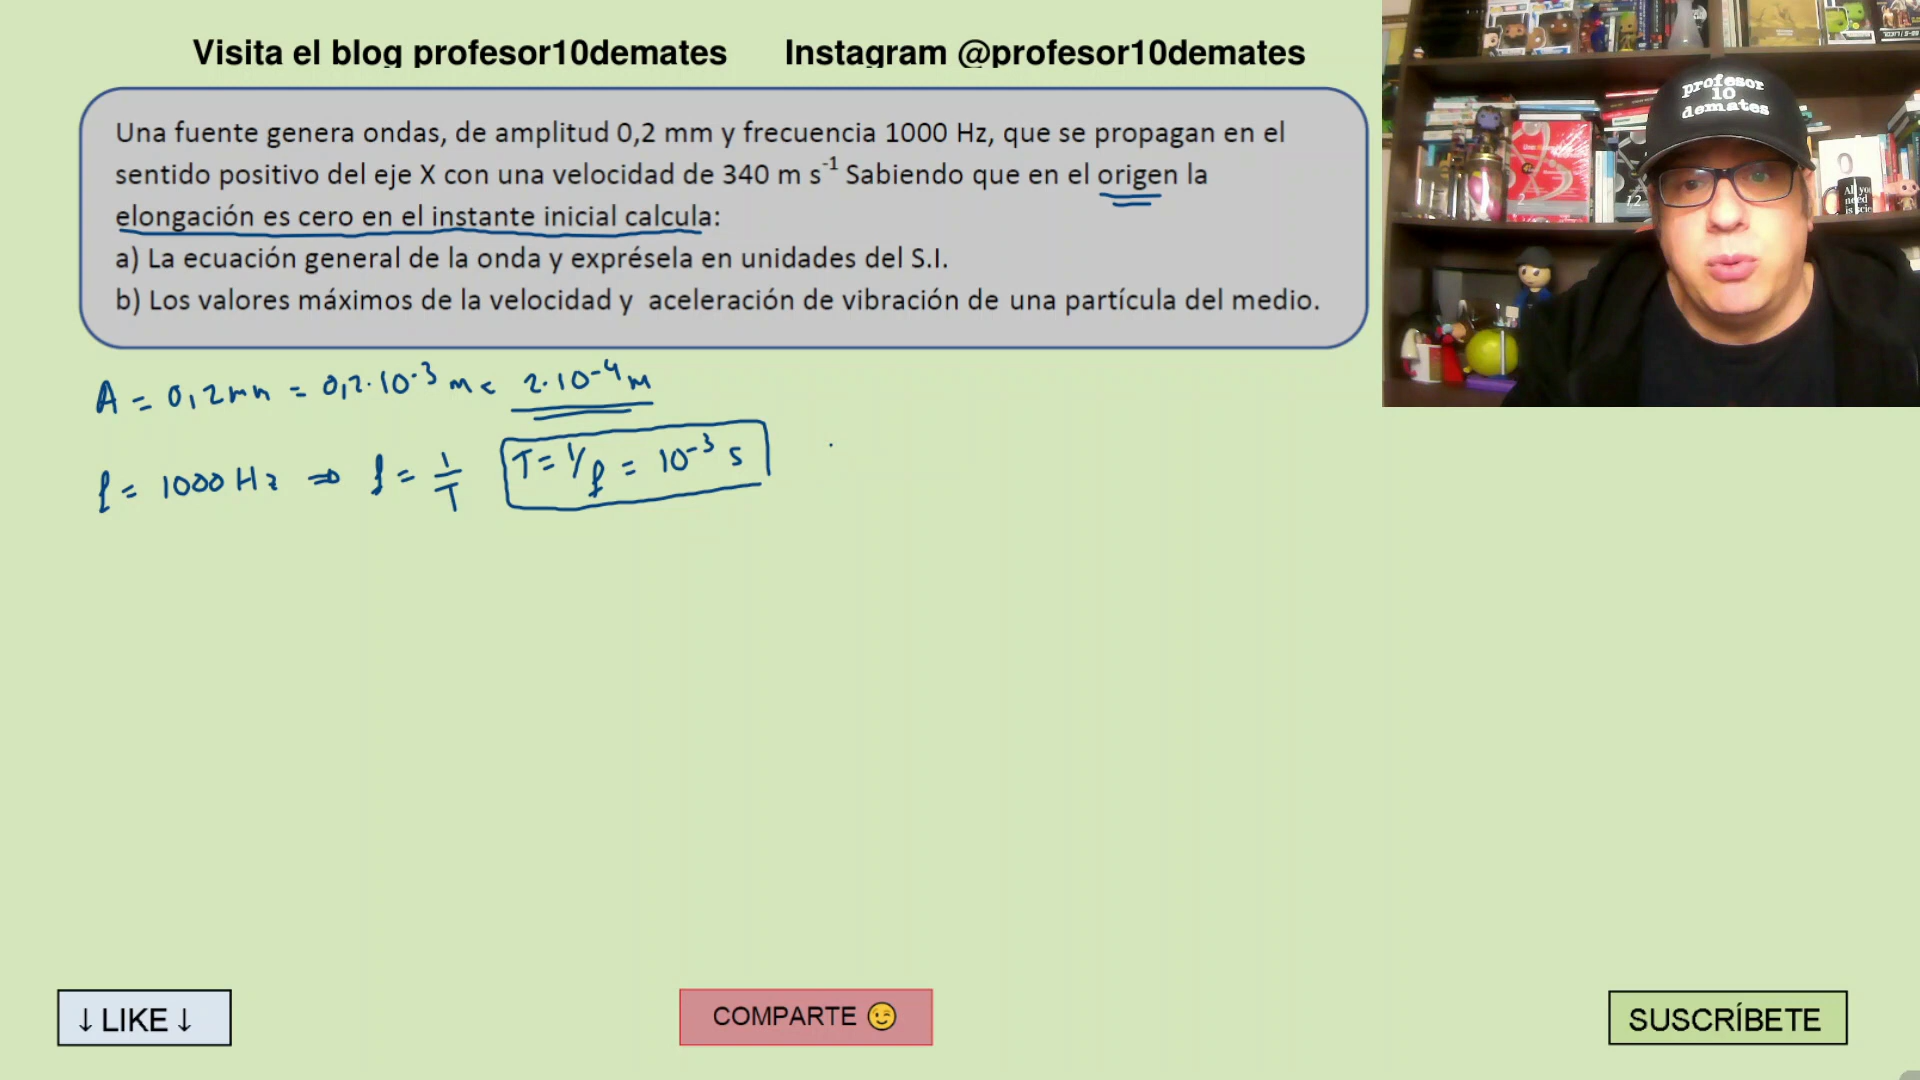 Visita el blog profesor10demates Instagram @profesor10demates
Una fuente genera ondas, de amplitud 0,2 mm y frecuencia 1000 Hz, que se propagan en el
sentido positivo del eje X con una velocidad de 340 m s⁻¹ Sabiendo que en el origen la
elongación es cero en el instante inicial calcula:
a) La ecuación general de la onda y exprésela en unidades del S.I.
b) Los valores máximos de la velocidad y aceleración de vibración de una partícula del medio.
A = 0,2mm = 0,2·10⁻³ m = 2·10⁻⁴ m
f = 1000 Hz ⇒ f = 1/T T = 1/f = 10⁻³ s
profesor
10
demates
↓ LIKE ↓
COMPARTE 😉
SUSCRÍBETE